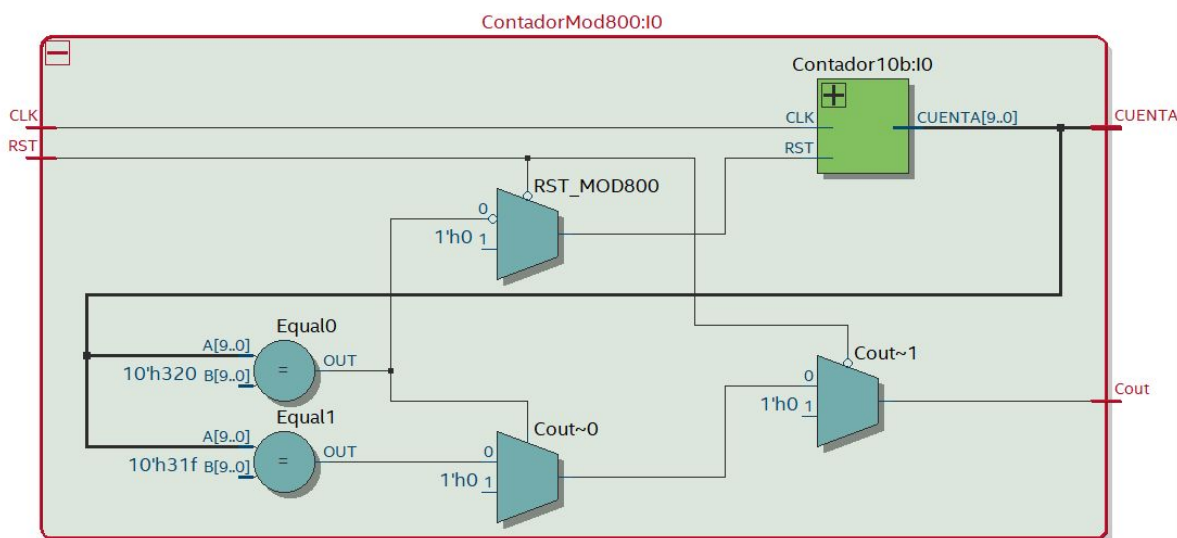 ContadorMod800:I0
Contador10b:I0
CLK
CLK
CUENTA[9..0]
CUENTA
RST
RST
RST_MOD800
0
1'h0 1
Equal0
A[9..0]
OUT
10'h320 B[9..0]
=
Cout~1
0
1'h0 1
Cout
Equal1
A[9..0]
OUT
10'h31f B[9..0]
=
Cout~0
0
1'h0 1